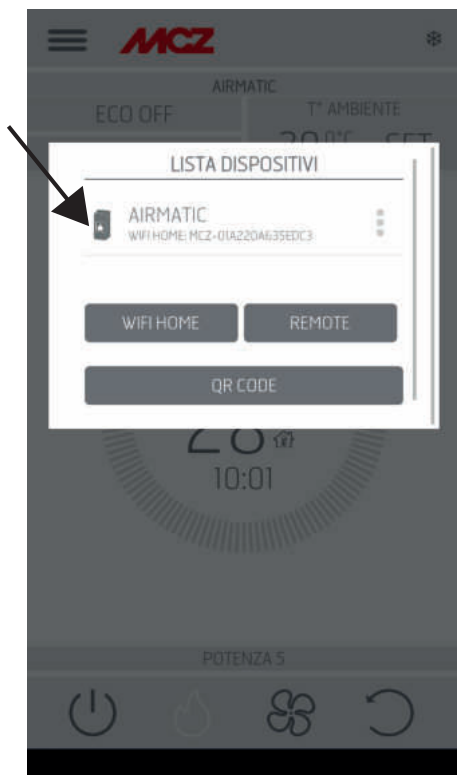 MCZ
AIRMATIC
ECO OFF
T° AMBIENTE
SET
LISTA DISPOSITIVI
AIRMATIC
WIFI HOME: MCZ-01A220A635EDC3
WIFI HOME
REMOTE
QR CODE
10:01
POTENZA 5